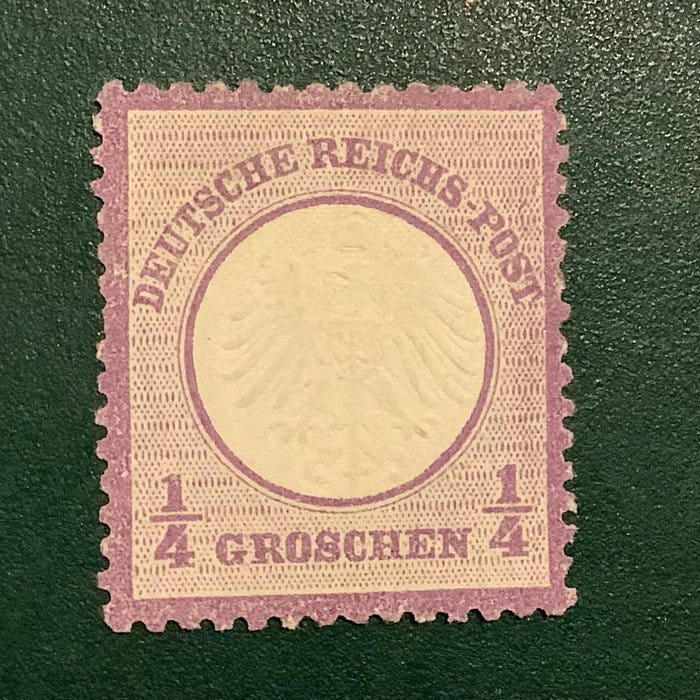 DEUTSCHE REICHS-POST
1/4 GROSCHEN 1/4